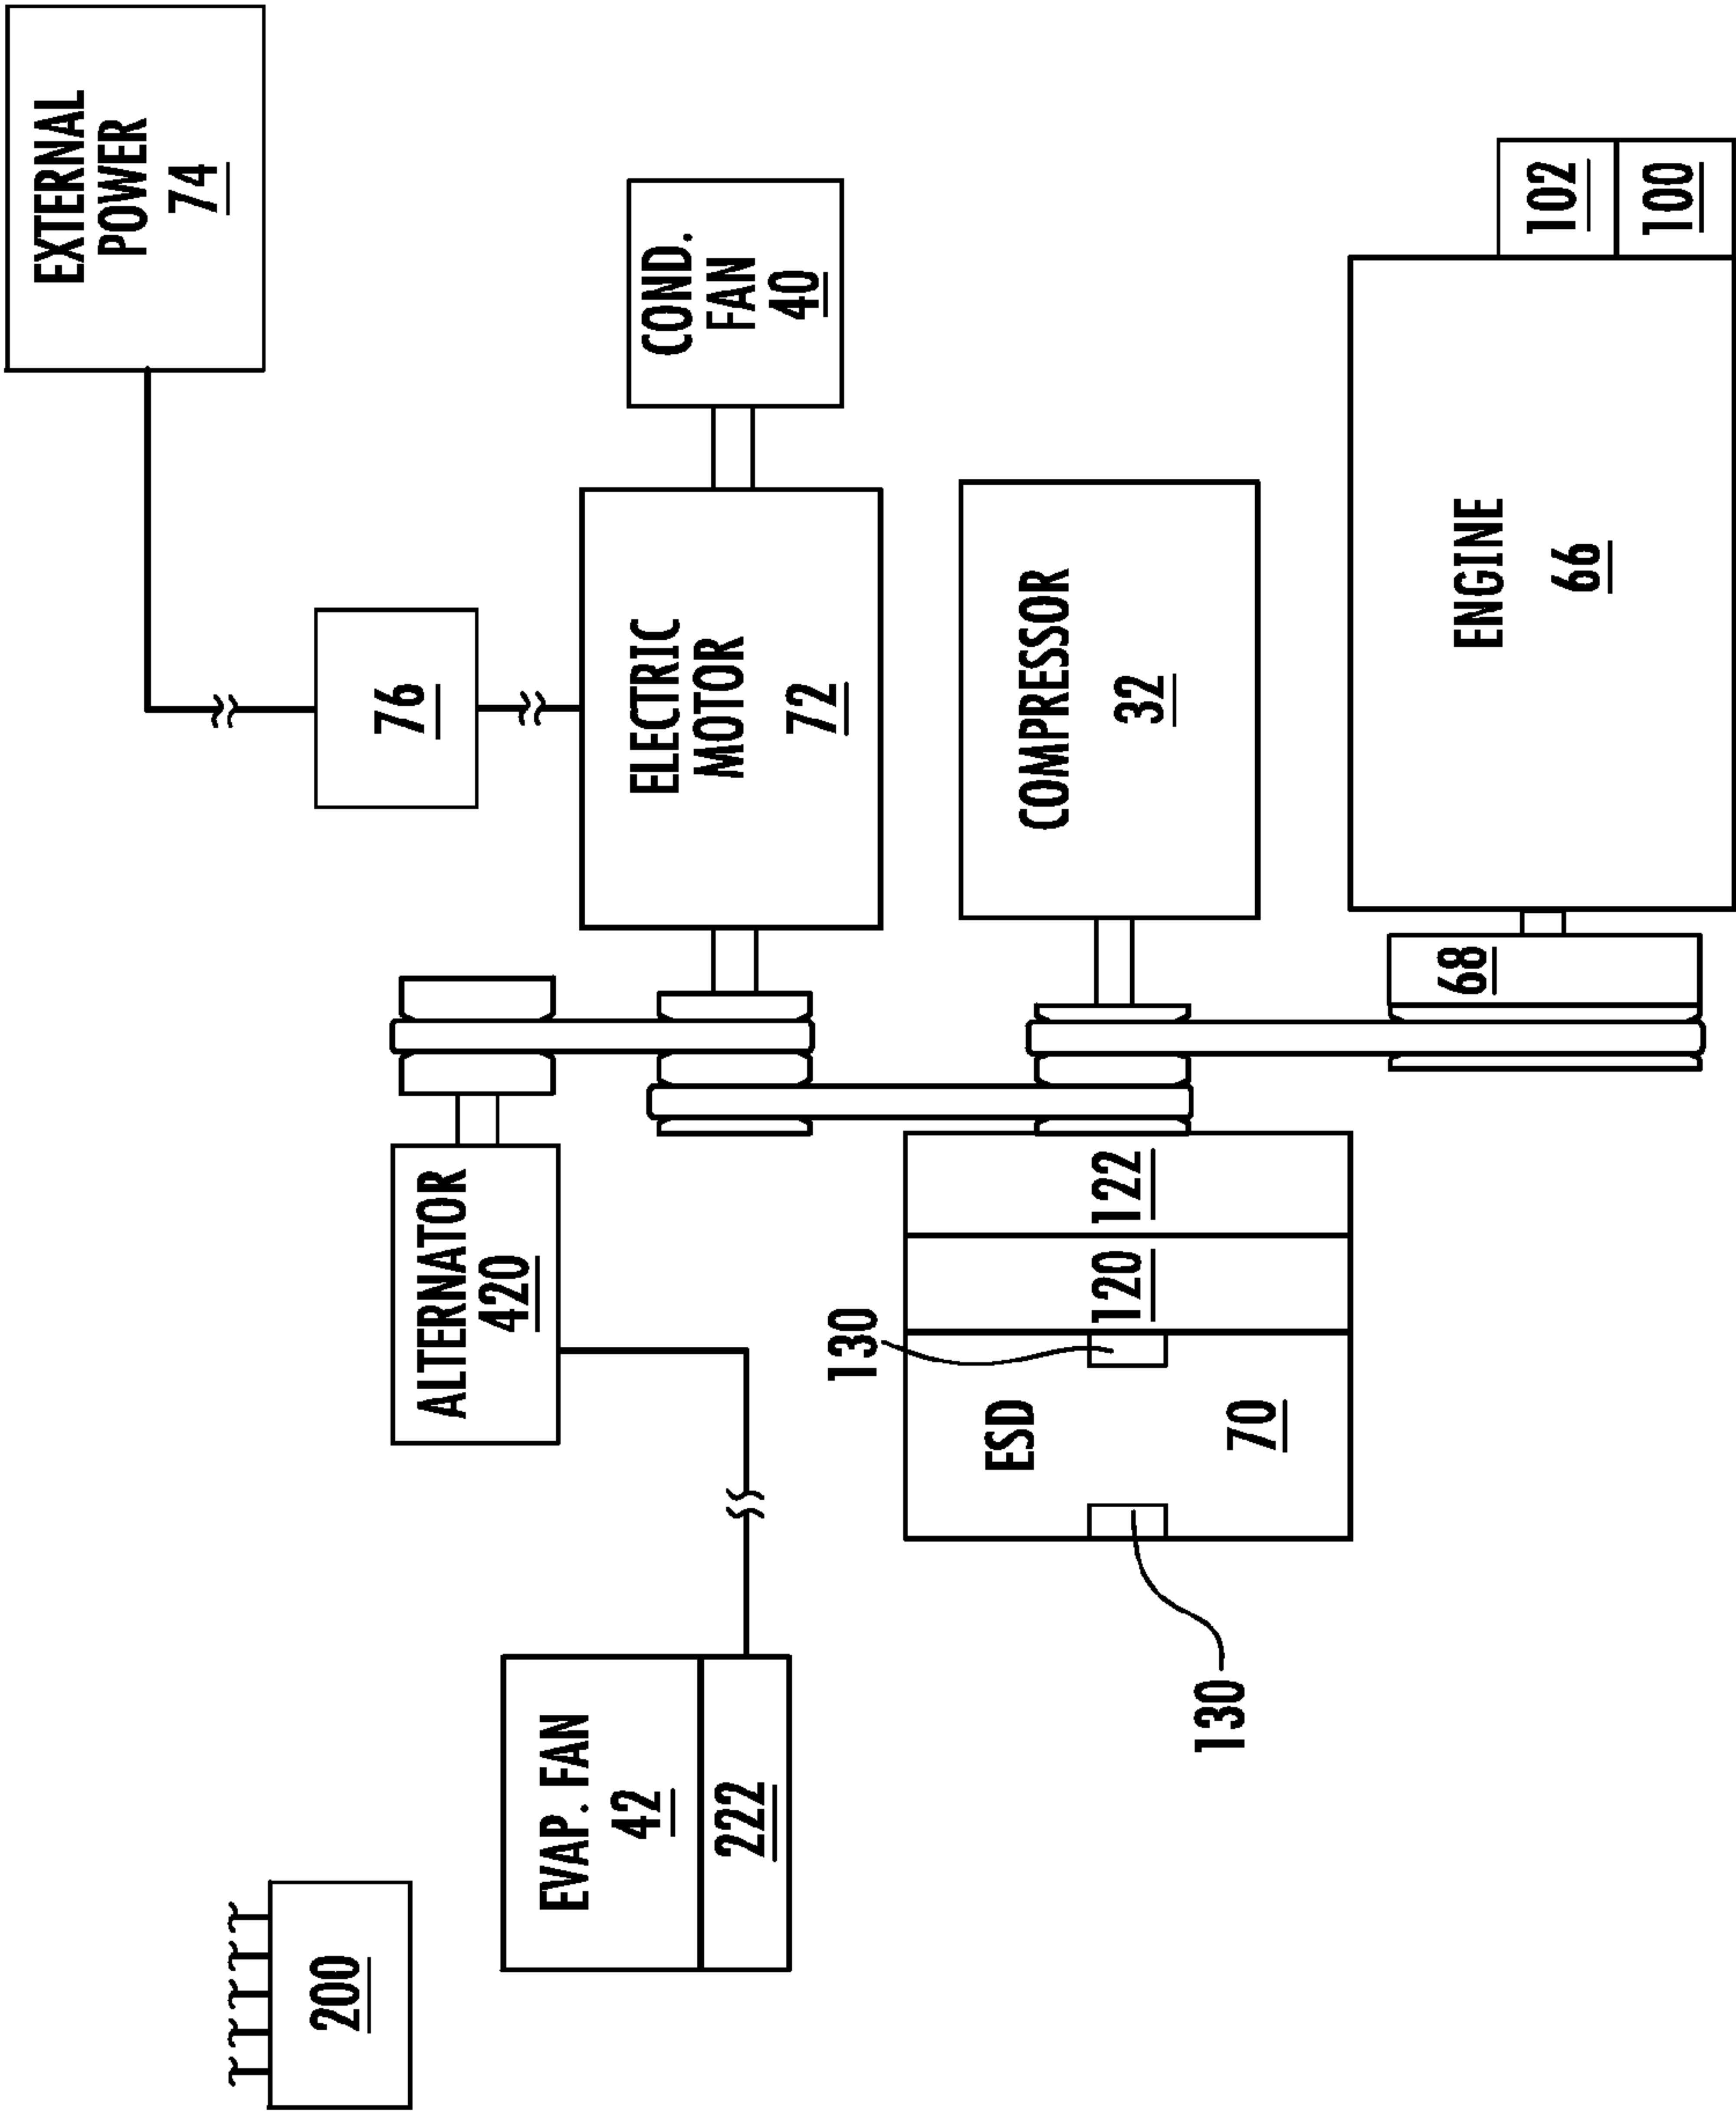 EXTERNAL
POWER
74
200
76
ALTERNATOR
420
EVAP. FAN
42
222
ELECTRIC
MOTOR
72
COND.
FAN
40
130
ESD
70
120
122
COMPRESSOR
32
130
68
ENGINE
66
102
100